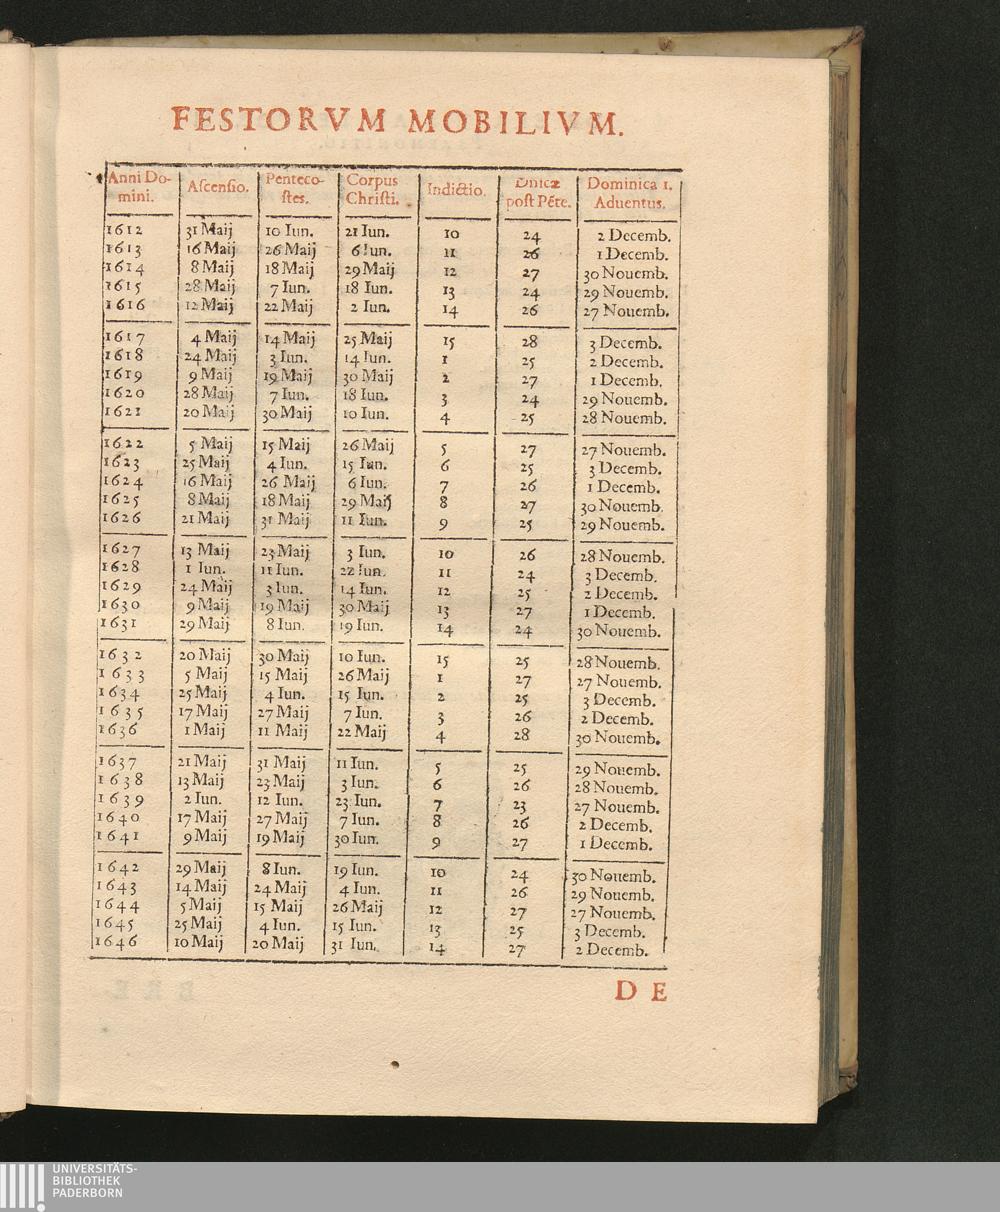 FESTORVM MOBILIVM.
Anni Do- Ascensio. Penteco- Corpus Indictio. Dnicæ Dominica 1.
mini. stes. Christi. post Pẽte. Aduentus.
1612 31 Maij 10 Iun. 21 Iun. 10 24 2 Decemb.
1613 16 Maij 26 Maij 6 Iun. 11 26 1 Decemb.
1614 8 Maij 18 Maij 29 Maij 12 27 30 Nouemb.
1615 28 Maij 7 Iun. 18 Iun. 13 24 29 Nouemb.
1616 12 Maij 22 Maij 2 Iun. 14 26 27 Nouemb.
1617 4 Maij 14 Maij 25 Maij 15 28 3 Decemb.
1618 24 Maij 3 Iun. 14 Iun. 1 25 2 Decemb.
1619 9 Maij 19 Maij 30 Maij 2 27 1 Decemb.
1620 28 Maij 7 Iun. 18 Iun. 3 24 29 Nouemb.
1621 20 Maij 30 Maij 10 Iun. 4 25 28 Nouemb.
1622 5 Maij 15 Maij 26 Maij 5 27 27 Nouemb.
1623 25 Maij 4 Iun. 15 Iun. 6 25 3 Decemb.
1624 16 Maij 26 Maij 6 Iun. 7 26 1 Decemb.
1625 8 Maij 18 Maij 29 Maij 8 27 30 Nouemb.
1626 21 Maij 31 Maij 11 Iun. 9 25 29 Nouemb.
1627 13 Maij 23 Maij 3 Iun. 10 26 28 Nouemb.
1628 1 Iun. 11 Iun. 22 Iun. 11 24 3 Decemb.
1629 24 Maij 3 Iun. 14 Iun. 12 25 2 Decemb.
1630 9 Maij 19 Maij 30 Maij 13 27 1 Decemb.
1631 29 Maij 8 Iun. 19 Iun. 14 24 30 Nouemb.
1632 20 Maij 30 Maij 10 Iun. 15 25 28 Nouemb.
1633 5 Maij 15 Maij 26 Maij 1 27 27 Nouemb.
1634 25 Maij 4 Iun. 15 Iun. 2 25 3 Decemb.
1635 17 Maij 27 Maij 7 Iun. 3 26 2 Decemb.
1636 1 Maij 11 Maij 22 Maij 4 28 30 Nouemb.
1637 21 Maij 31 Maij 11 Iun. 5 25 29 Nouemb.
1638 13 Maij 23 Maij 3 Iun. 6 26 28 Nouemb.
1639 2 Iun. 12 Iun. 23 Iun. 7 23 27 Nouemb.
1640 17 Maij 27 Maij 7 Iun. 8 26 2 Decemb.
1641 9 Maij 19 Maij 30 Iun. 9 27 1 Decemb.
1642 29 Maij 8 Iun. 19 Iun. 10 24 30 Nouemb.
1643 14 Maij 24 Maij 4 Iun. 11 26 29 Nouemb.
1644 5 Maij 15 Maij 26 Maij 12 27 27 Nouemb.
1645 25 Maij 4 Iun. 15 Iun. 13 25 3 Decemb.
1646 10 Maij 20 Maij 31 Iun. 14 27 2 Decemb.
DE
UNIVERSITÄTS-
BIBLIOTHEK
PADERBORN